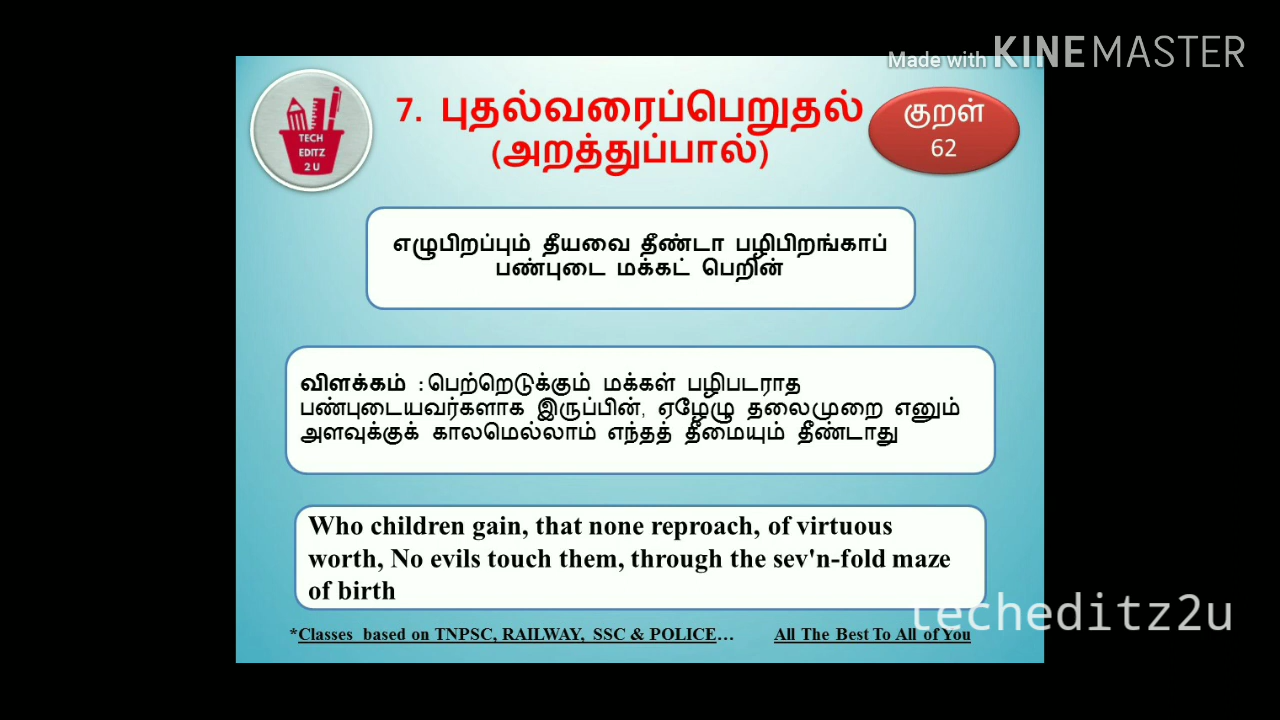 Made with KINEMASTER
TECH
EDITZ
2 U
7. புதல்வரைப்பெறுதல்
(அறத்துப்பால்)
குறள்
62
எழுபிறப்பும் தீயவை தீண்டா பழிபிறங்காப்
பண்புடை மக்கட் பெறின்
விளக்கம் :பெற்றெடுக்கும் மக்கள் பழிபடராத
பண்புடையவர்களாக இருப்பின், ஏழேழு தலைமுறை எனும்
அளவுக்குக் காலமெல்லாம் எந்தத் தீமையும் தீண்டாது
Who children gain, that none reproach, of virtuous
worth, No evils touch them, through the sev'n-fold maze
of birth
techeditz2u
*Classes based on TNPSC, RAILWAY, SSC & POLICE... All The Best To All of You